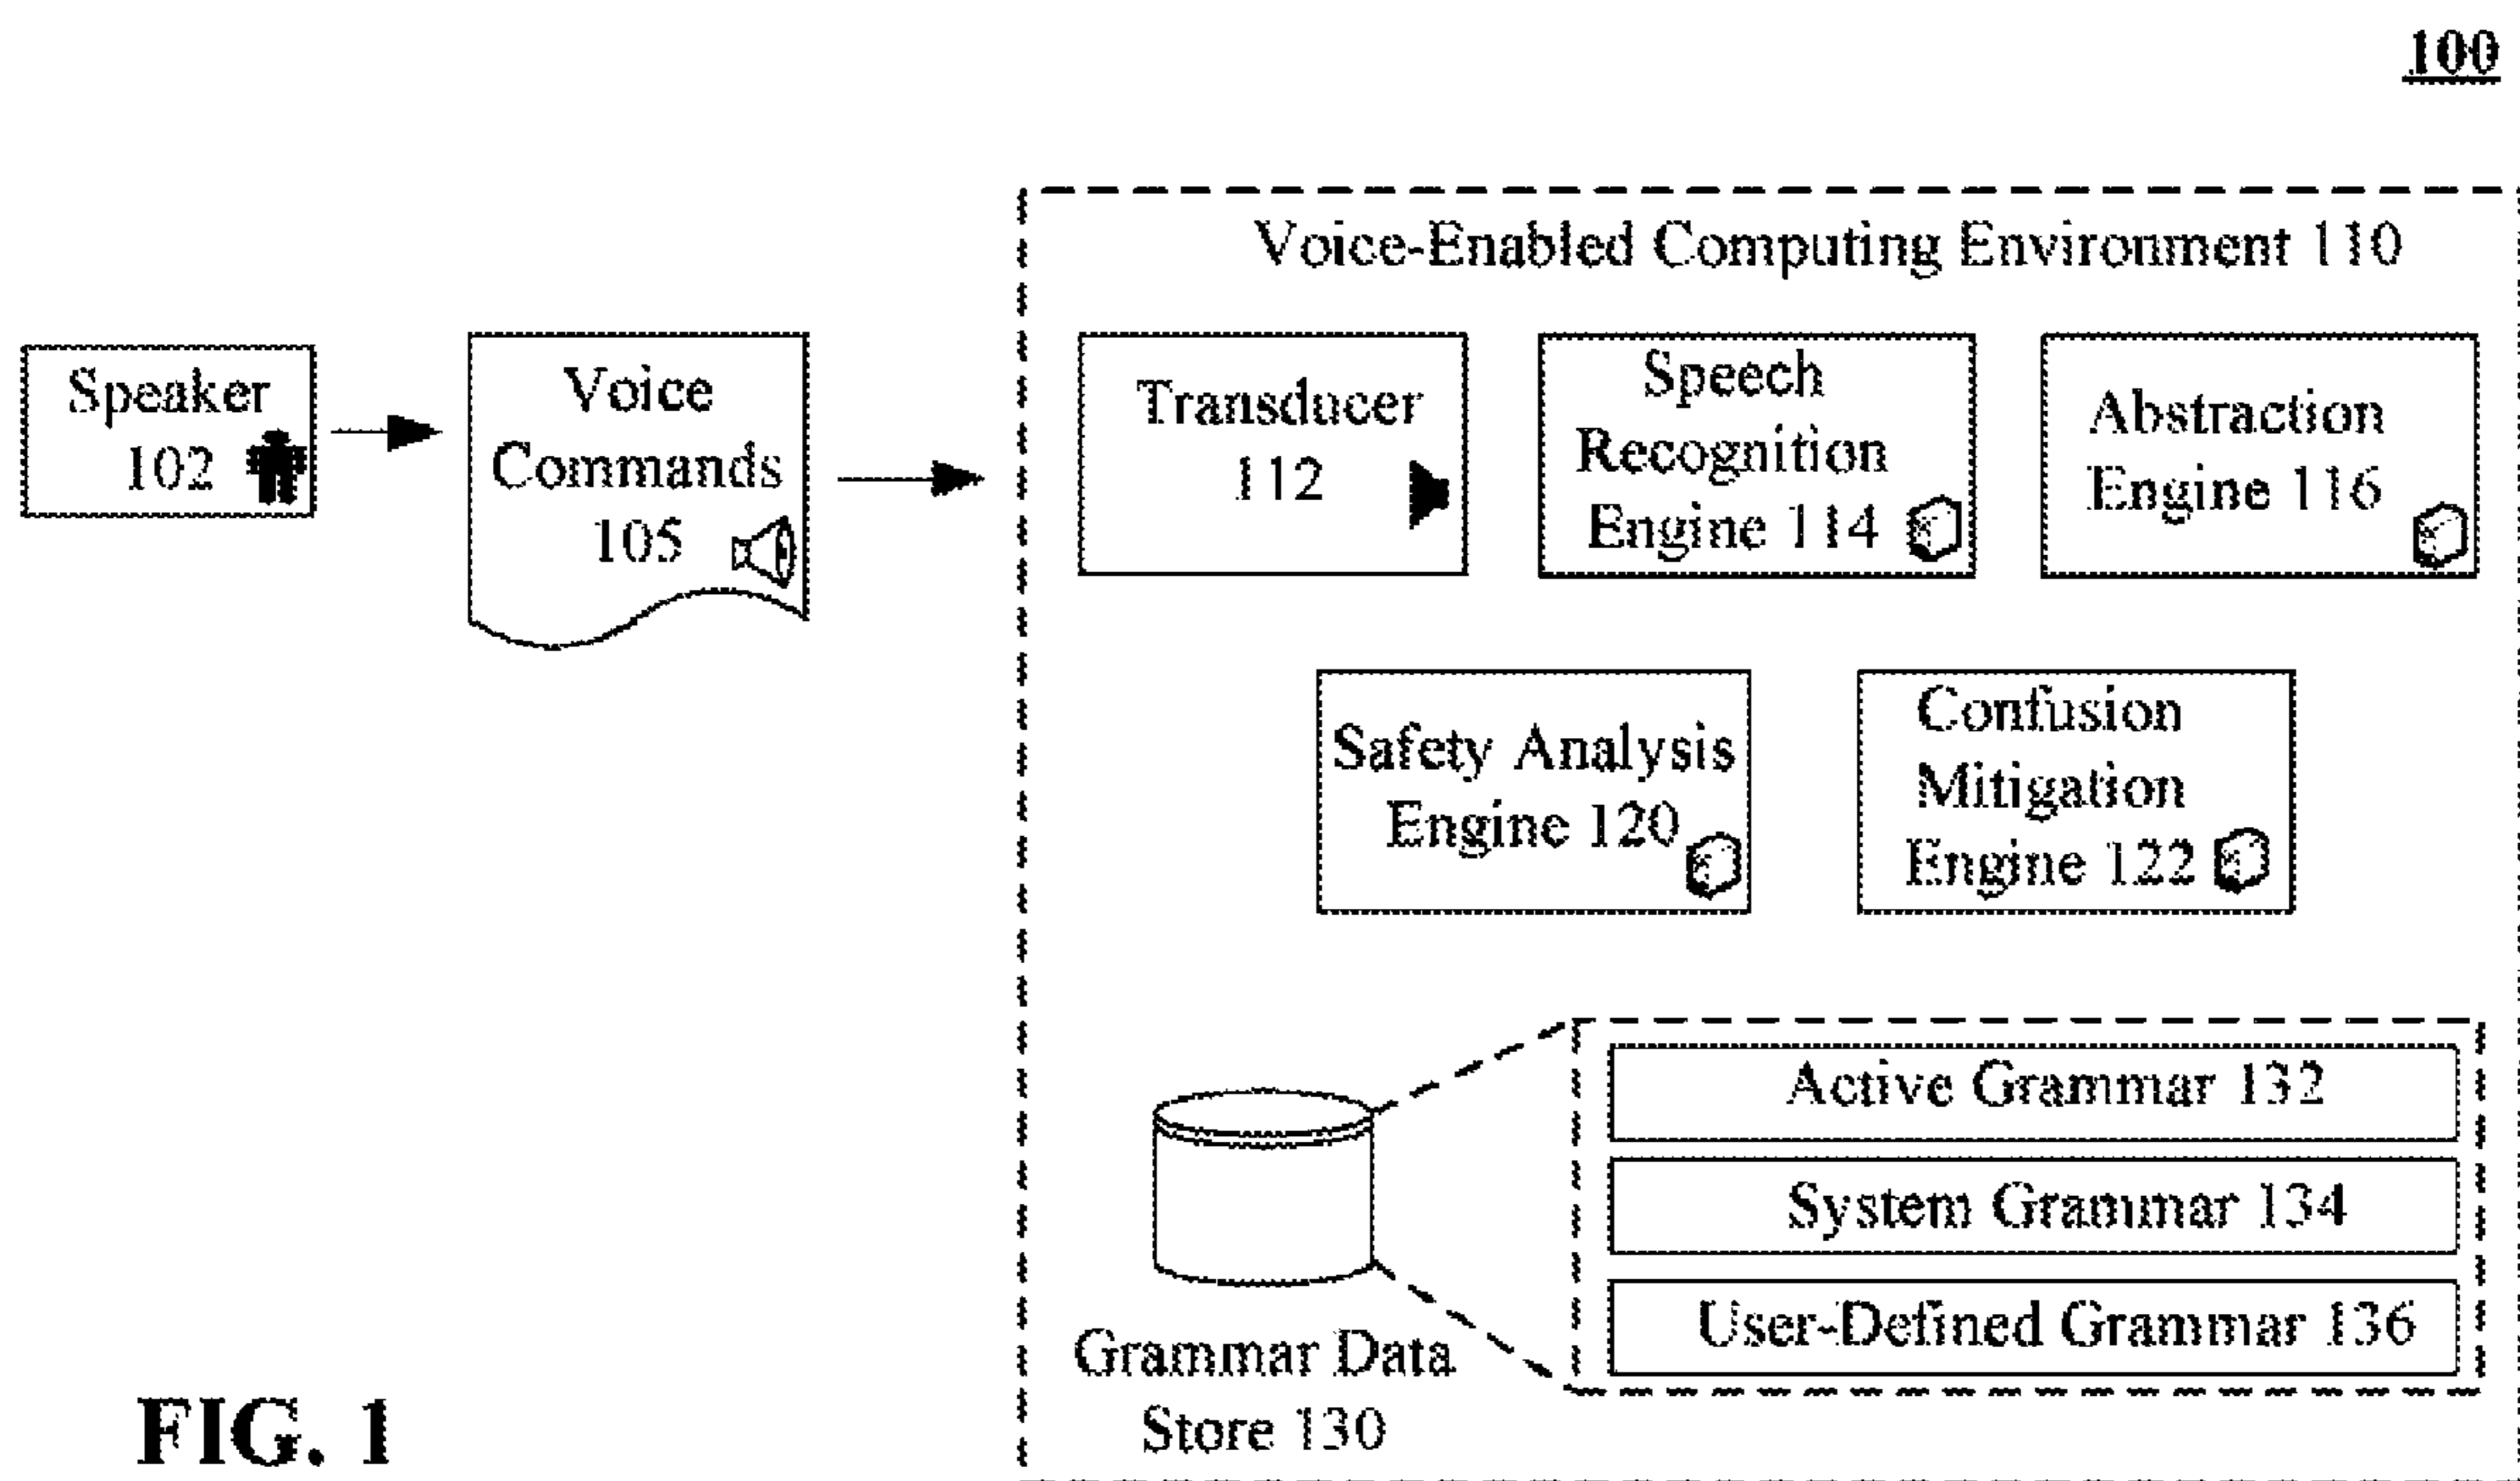 100
Voice-Enabled Computing Environment 110
Speaker
102
Voice
Commands
105
Transducer
112
Speech
Recognition
Engine 114
Abstraction
Engine 116
Safety Analysis
Engine 120
Confusion
Mitigation
Engine 122
Active Grammar 132
System Grammar 134
User-Defined Grammar 136
Grammar Data
Store 130
FIG. 1